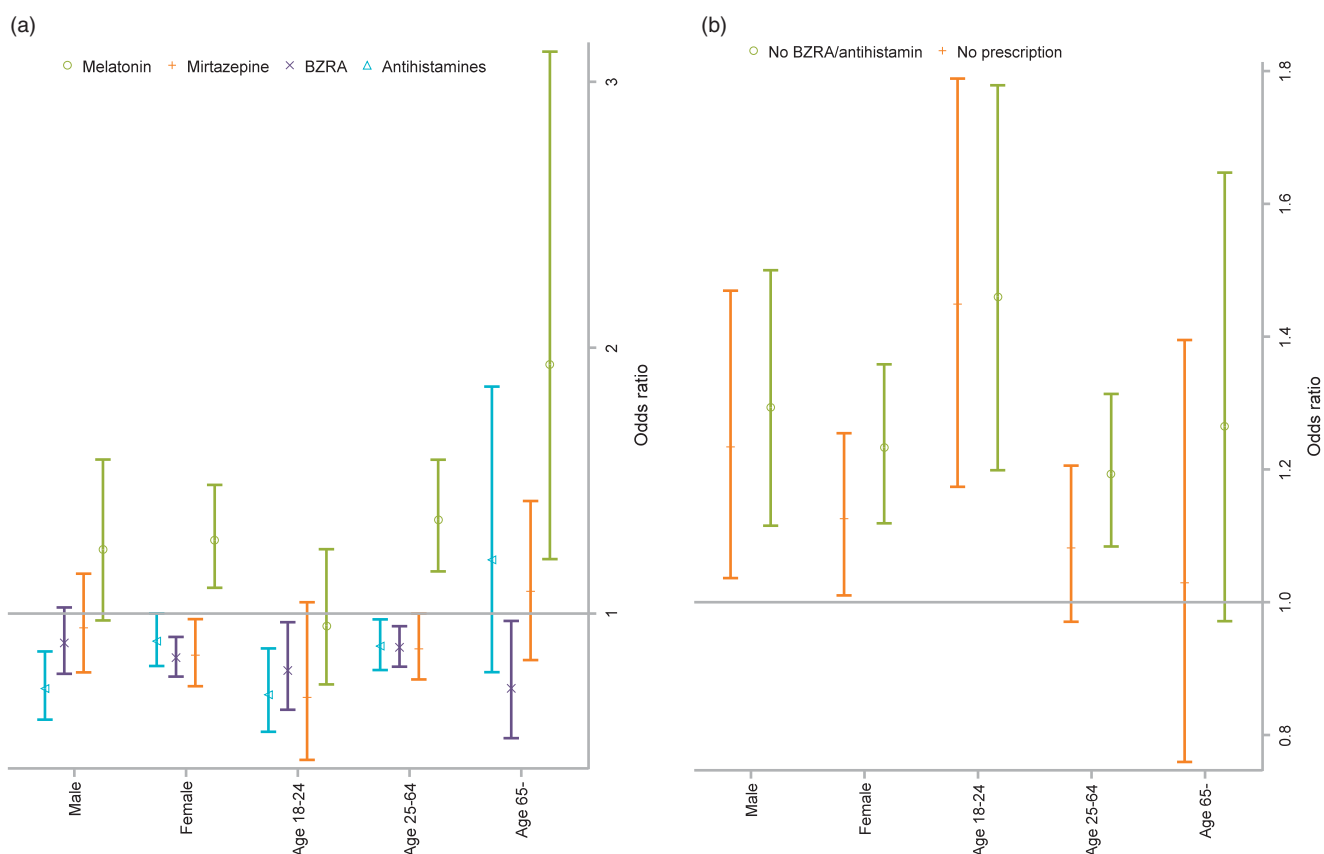 (a)
Melatonin Mirtazepine BZRA Antihistamines
3
2
1
Odds ratio
Male
Female
Age 18-24
Age 25-64
Age 65-
(b)
No BZRA/antihistamin No prescription
1.8
1.6
1.4
1.2
1.0
0.8
Odds ratio
Male
Female
Age 18-24
Age 25-64
Age 65-